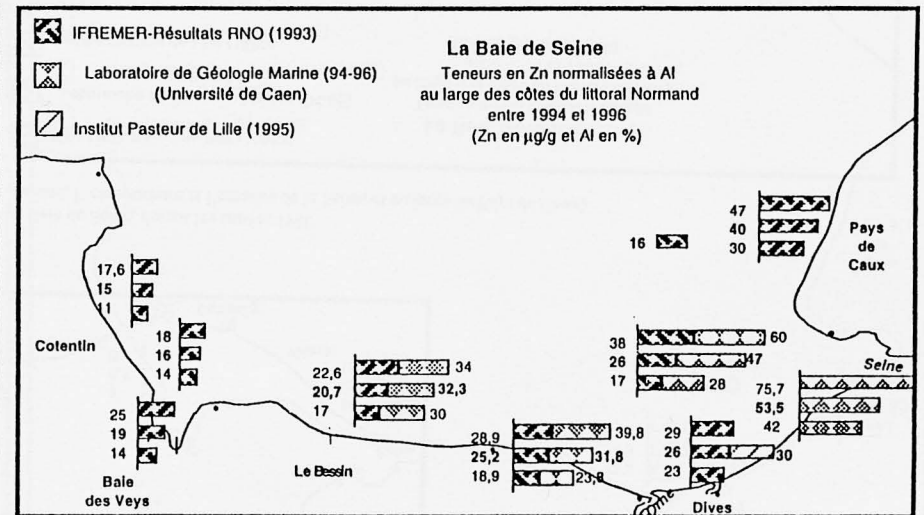 IFREMER-Résultats RNO (1993)
Laboratoire de Géologie Marine (94-96)
(Université de Caen)
Institut Pasteur de Lille (1995)
La Baie de Seine
Teneurs en Zn normalisées à Al
au large des côtes du littoral Normand
entre 1994 et 1996
(Zn en µg/g et Al en %)
47
40
30
16
Pays
de
Caux
17,6
15
11
Cotentin
18
16
14
38 60
26 47
17 28
Seine
22,6 34
20,7 32,3
17 30
75,7
53,5
42
25
19
14
28,9 39,8
25,2 31,8
18,9 23,8
29
26 30
23
Baie
des Veys
Le Bessin
Orne
Dives